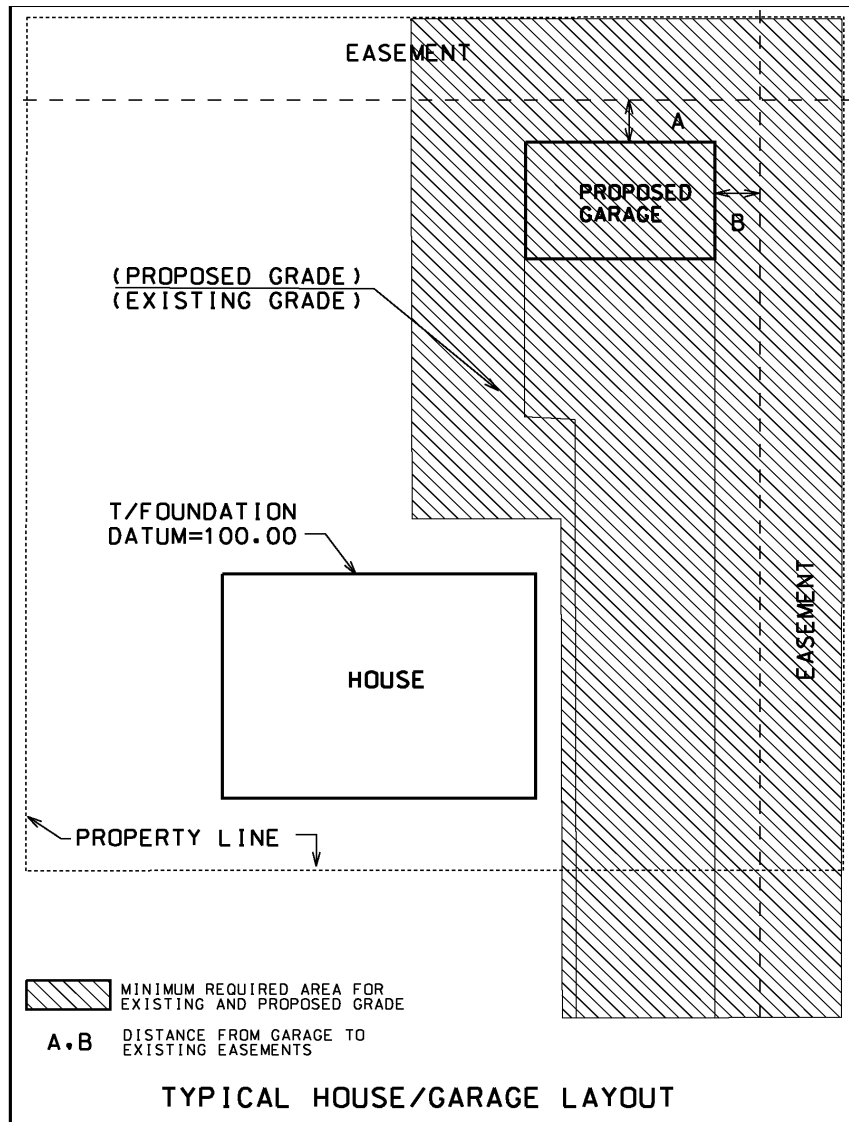 EASEMENT
A
PROPOSED
GARAGE
B
(PROPOSED GRADE)
(EXISTING GRADE)
T/FOUNDATION
DATUM=100.00
EASEMENT
HOUSE
PROPERTY LINE
MINIMUM REQUIRED AREA FOR
EXISTING AND PROPOSED GRADE
A,B DISTANCE FROM GARAGE TO
EXISTING EASEMENTS
TYPICAL HOUSE/GARAGE LAYOUT